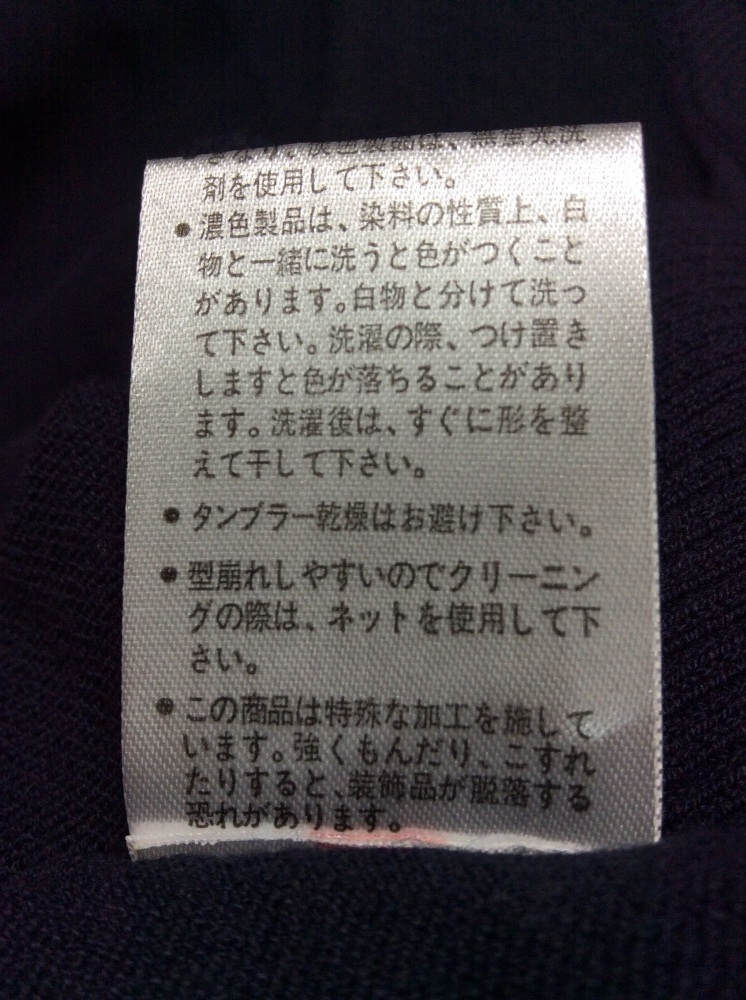 淡色製品は、無蛍光洗
剤を使用して下さい。
●濃色製品は、染料の性質上、白
物と一緒に洗うと色がつくこと
があります。白物と分けて洗っ
て下さい。洗濯の際、つけ置き
しますと色が落ちることがあり
ます。洗濯後は、すぐに形を整
えて干して下さい。
●タンブラー乾燥はお避け下さい。
●型崩れしやすいのでクリーニン
グの際は、ネットを使用して下
さい。
●この商品は特殊な加工を施して
います。強くもんだり、こすれ
たりすると、装飾品が脱落する
恐れがあります。